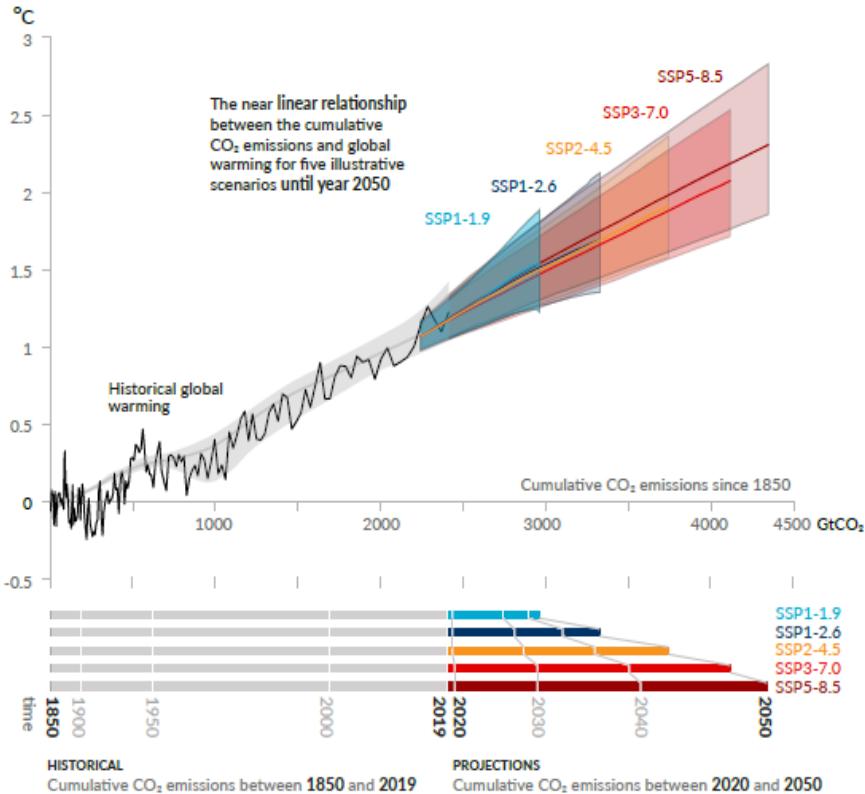 °C
3
SSP5-8.5
The near linear relationship
between the cumulative
CO₂ emissions and global
warming for five illustrative
scenarios until year 2050
2.5
SSP3-7.0
SSP2-4.5
2
SSP1-2.6
SSP1-1.9
1.5
1
Historical global
warming
0.5
Cumulative CO₂ emissions since 1850
0
1000
2000
3000
4000
4500 GtCO₂
-0.5
SSP1-1.9
SSP1-2.6
SSP2-4.5
SSP3-7.0
SSP5-8.5
time
1850
1900
1950
2000
2019
2020
2030
2040
2050
HISTORICAL
Cumulative CO₂ emissions between 1850 and 2019
PROJECTIONS
Cumulative CO₂ emissions between 2020 and 2050